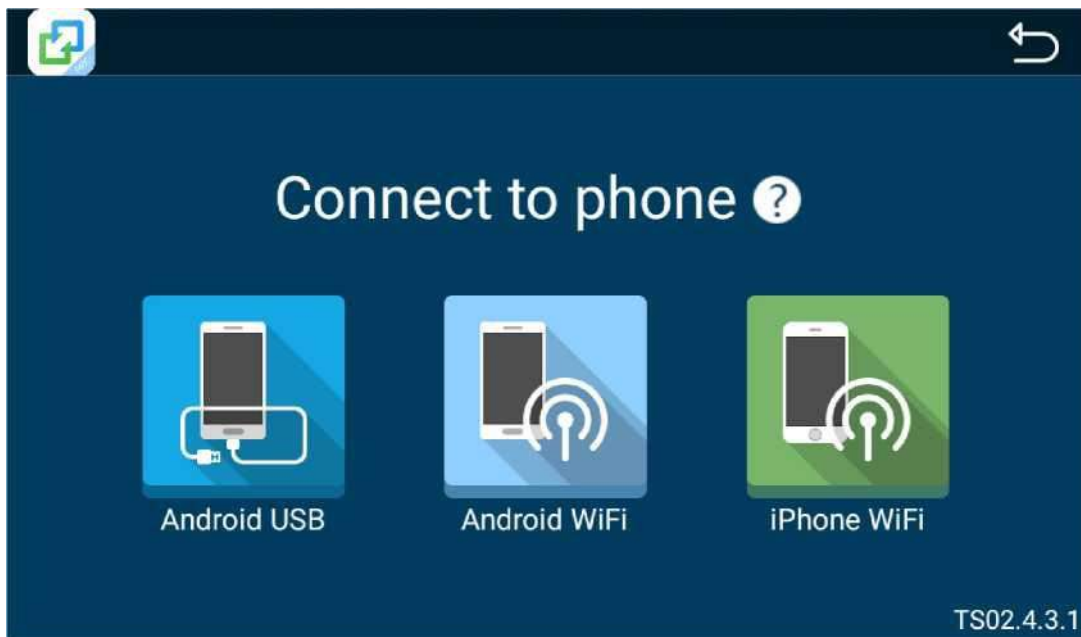 Connect to phone ?
Android USB
Android WiFi
iPhone WiFi
TS02.4.3.1